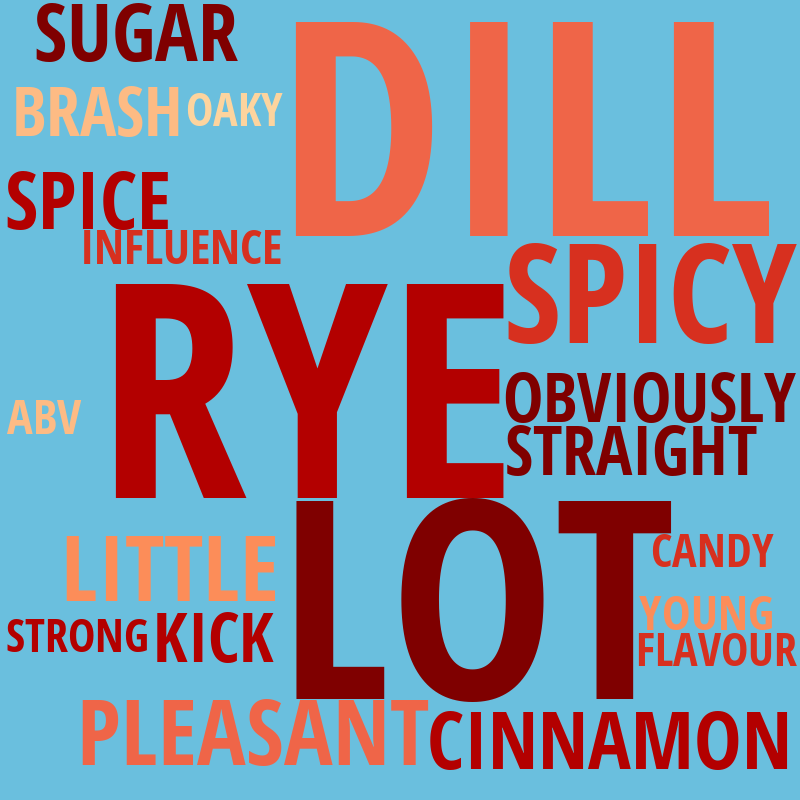 SUGAR
DILL
BRASH OAKY
SPICE
INFLUENCE
SPICY
RYE
OBVIOUSLY
ABV
STRAIGHT
LOT
LITTLE
CANDY
YOUNG
STRONG KICK
FLAVOUR
PLEASANT
CINNAMON